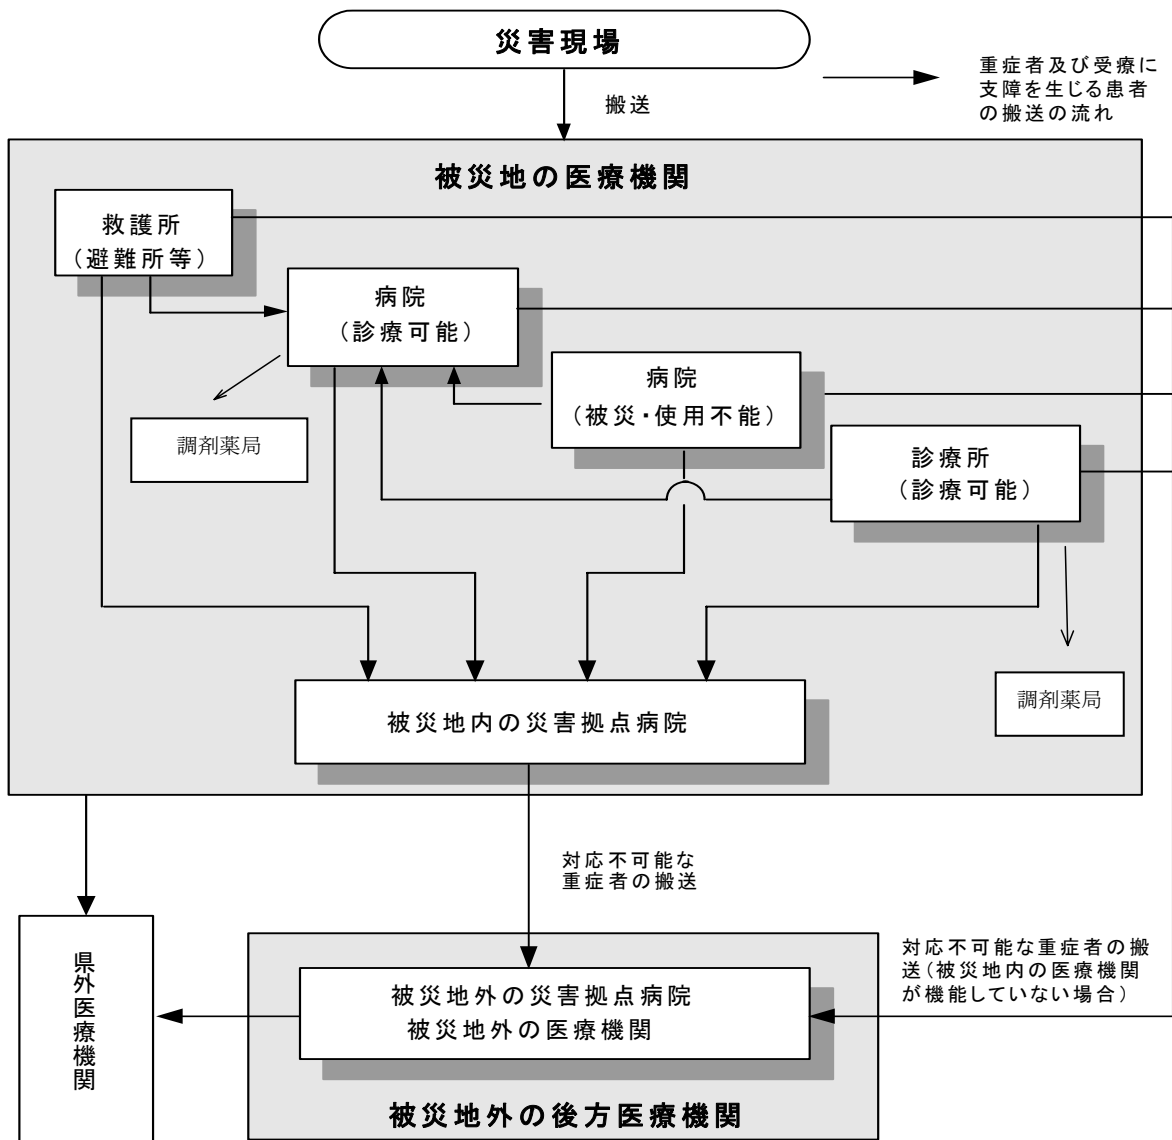 災害現場
搬送
重症者及び受療に
支障を生じる患者
の搬送の流れ
被災地の医療機関
救護所
（避難所等）
病院
（診療可能）
病院
（被災・使用不能）
調剤薬局
診療所
（診療可能）
調剤薬局
被災地内の災害拠点病院
対応不可能な
重症者の搬送
県外医療機関
対応不可能な重症者の搬
送（被災地内の医療機関
が機能していない場合）
被災地外の災害拠点病院
被災地外の医療機関
被災地外の後方医療機関